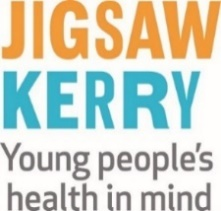 JIGSAW
KERRY
Young people's
health in mind